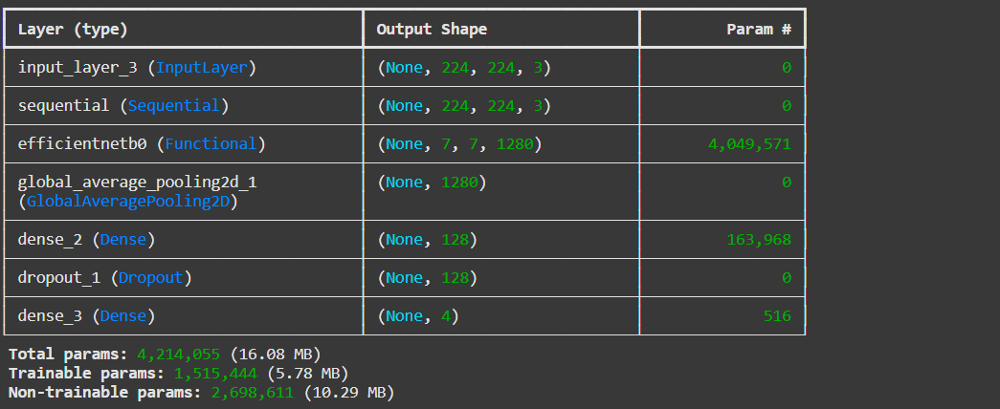 Layer (type) Output Shape Param #
input_layer_3 (InputLayer) (None, 224, 224, 3) 0
sequential (Sequential) (None, 224, 224, 3) 0
efficientnetb0 (Functional) (None, 7, 7, 1280) 4,049,571
global_average_pooling2d_1 (None, 1280) 0
(GlobalAveragePooling2D)
dense_2 (Dense) (None, 128) 163,968
dropout_1 (Dropout) (None, 128) 0
dense_3 (Dense) (None, 4) 516
Total params: 4,214,055 (16.08 MB)
Trainable params: 1,515,444 (5.78 MB)
Non-trainable params: 2,698,611 (10.29 MB)